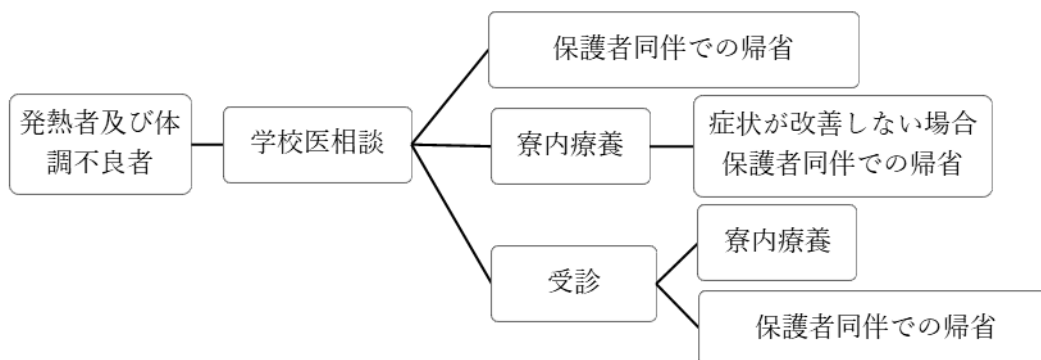 発熱者及び体
調不良者
学校医相談
保護者同伴での帰省
寮内療養
症状が改善しない場合
保護者同伴での帰省
受診
寮内療養
保護者同伴での帰省